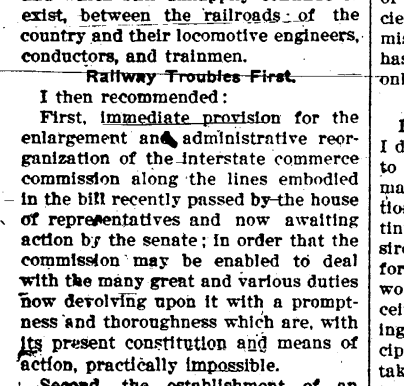 exist, between the railroads of the
country and their locomotive engineers,
conductors, and trainmen.
Railway Troubles First.
I then recommended:
First, immediate provision for the
enlargement and administrative reor-
ganization of the interstate commerce
commission along the lines embodied
in the bill recently passed by the house
of representatives and now awaiting
action by the senate; in order that the
commission may be enabled to deal
with the many great and various duties
now devolving upon it with a prompt-
ness and thoroughness which are, with
its present constitution and means of
action, practically impossible.
Second, the establishment of an